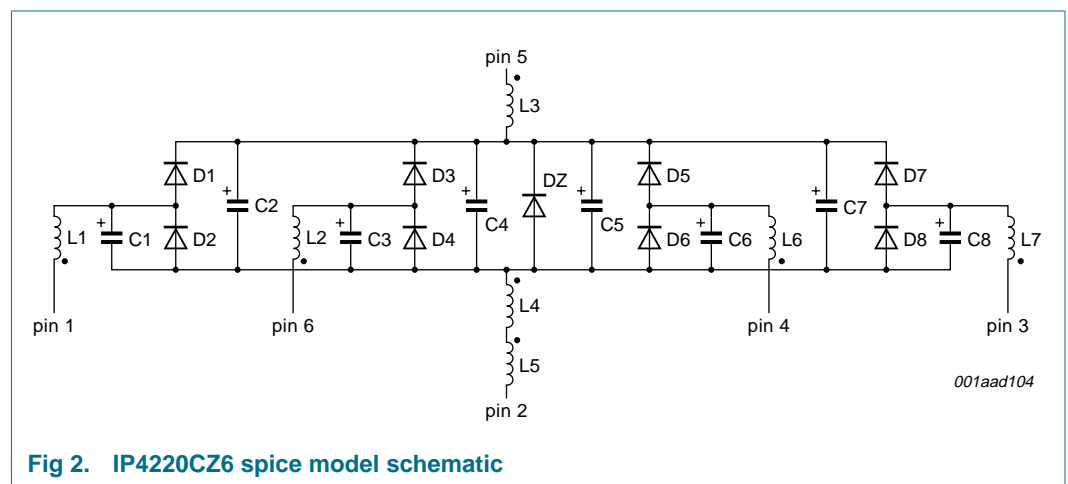 pin 5
L3
D1
D3
DZ
D5
D7
+
C2
+
C4
+
C5
+
C7
L1
+
C1
D2
L2
+
C3
D4
D6
+
C6
L6
D8
+
C8
L7
L4
pin 1
pin 6
pin 4
pin 3
L5
001aad104
pin 2
Fig 2. IP4220CZ6 spice model schematic